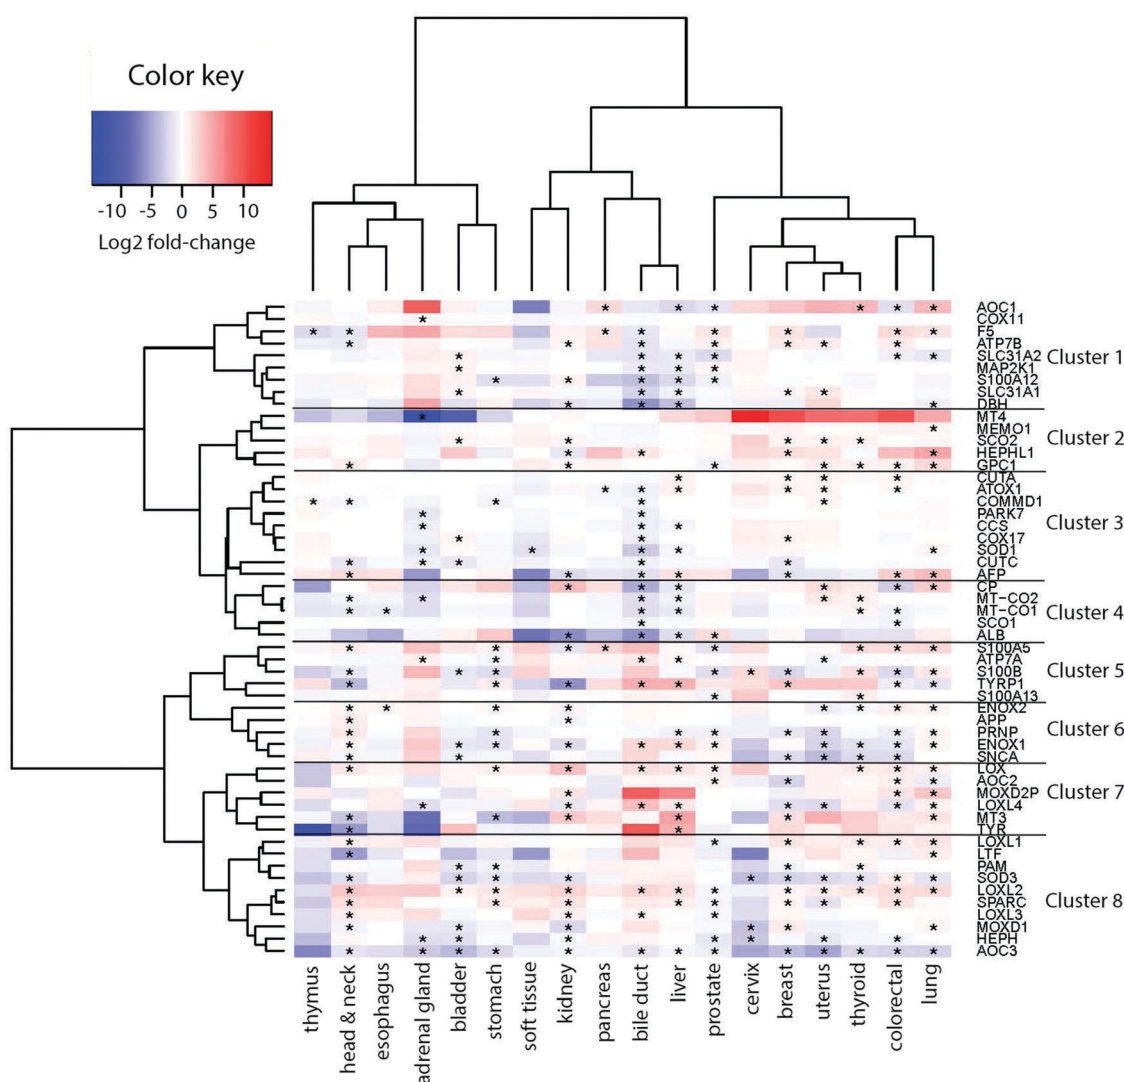 Color key
-10 -5 0 5 10
Log2 fold-change
AOC1
COX11
F5
ATP7B
SLC31A2
MAP2K1
S100A12
SLC31A1
DBH
Cluster 1
MT4
MEMO1
SCO2
HEPHL1
GPC1
Cluster 2
CUTA
ATOX1
COMMD1
PARK7
CCS
COX17
SOD1
CUTC
AFP
Cluster 3
CP
MT-CO2
MT-CO1
SCO1
ALB
Cluster 4
S100A5
ATP7A
S100B
TYRP1
S100A13
Cluster 5
ENOX2
APP
PRNP
ENOX1
SNCA
Cluster 6
LOX
AOC2
MOXD2P
LOXL4
MT3
TYR
Cluster 7
LOXL1
LTF
PAM
SOD3
LOXL2
SPARC
LOXL3
MOXD1
HEPH
AOC3
Cluster 8
thymus
head & neck
esophagus
adrenal gland
bladder
stomach
soft tissue
kidney
pancreas
bile duct
liver
prostate
cervix
breast
uterus
thyroid
colorectal
lung